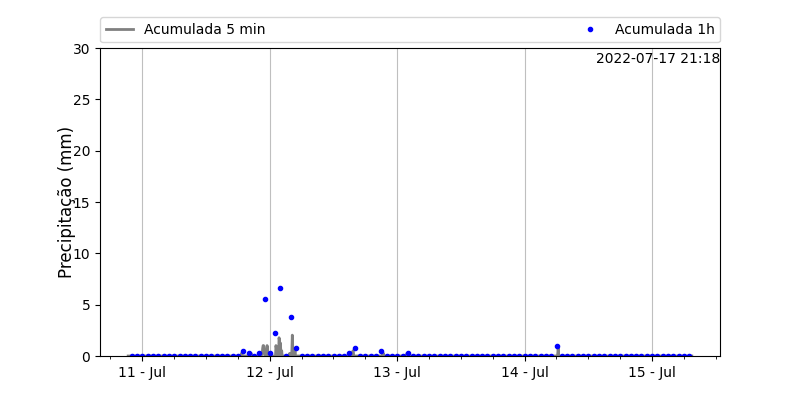 Acumulada 5 min
Acumulada 1h
2022-07-17 21:18
Precipitação (mm)
30
25
20
15
10
5
0
11 - Jul
12 - Jul
13 - Jul
14 - Jul
15 - Jul